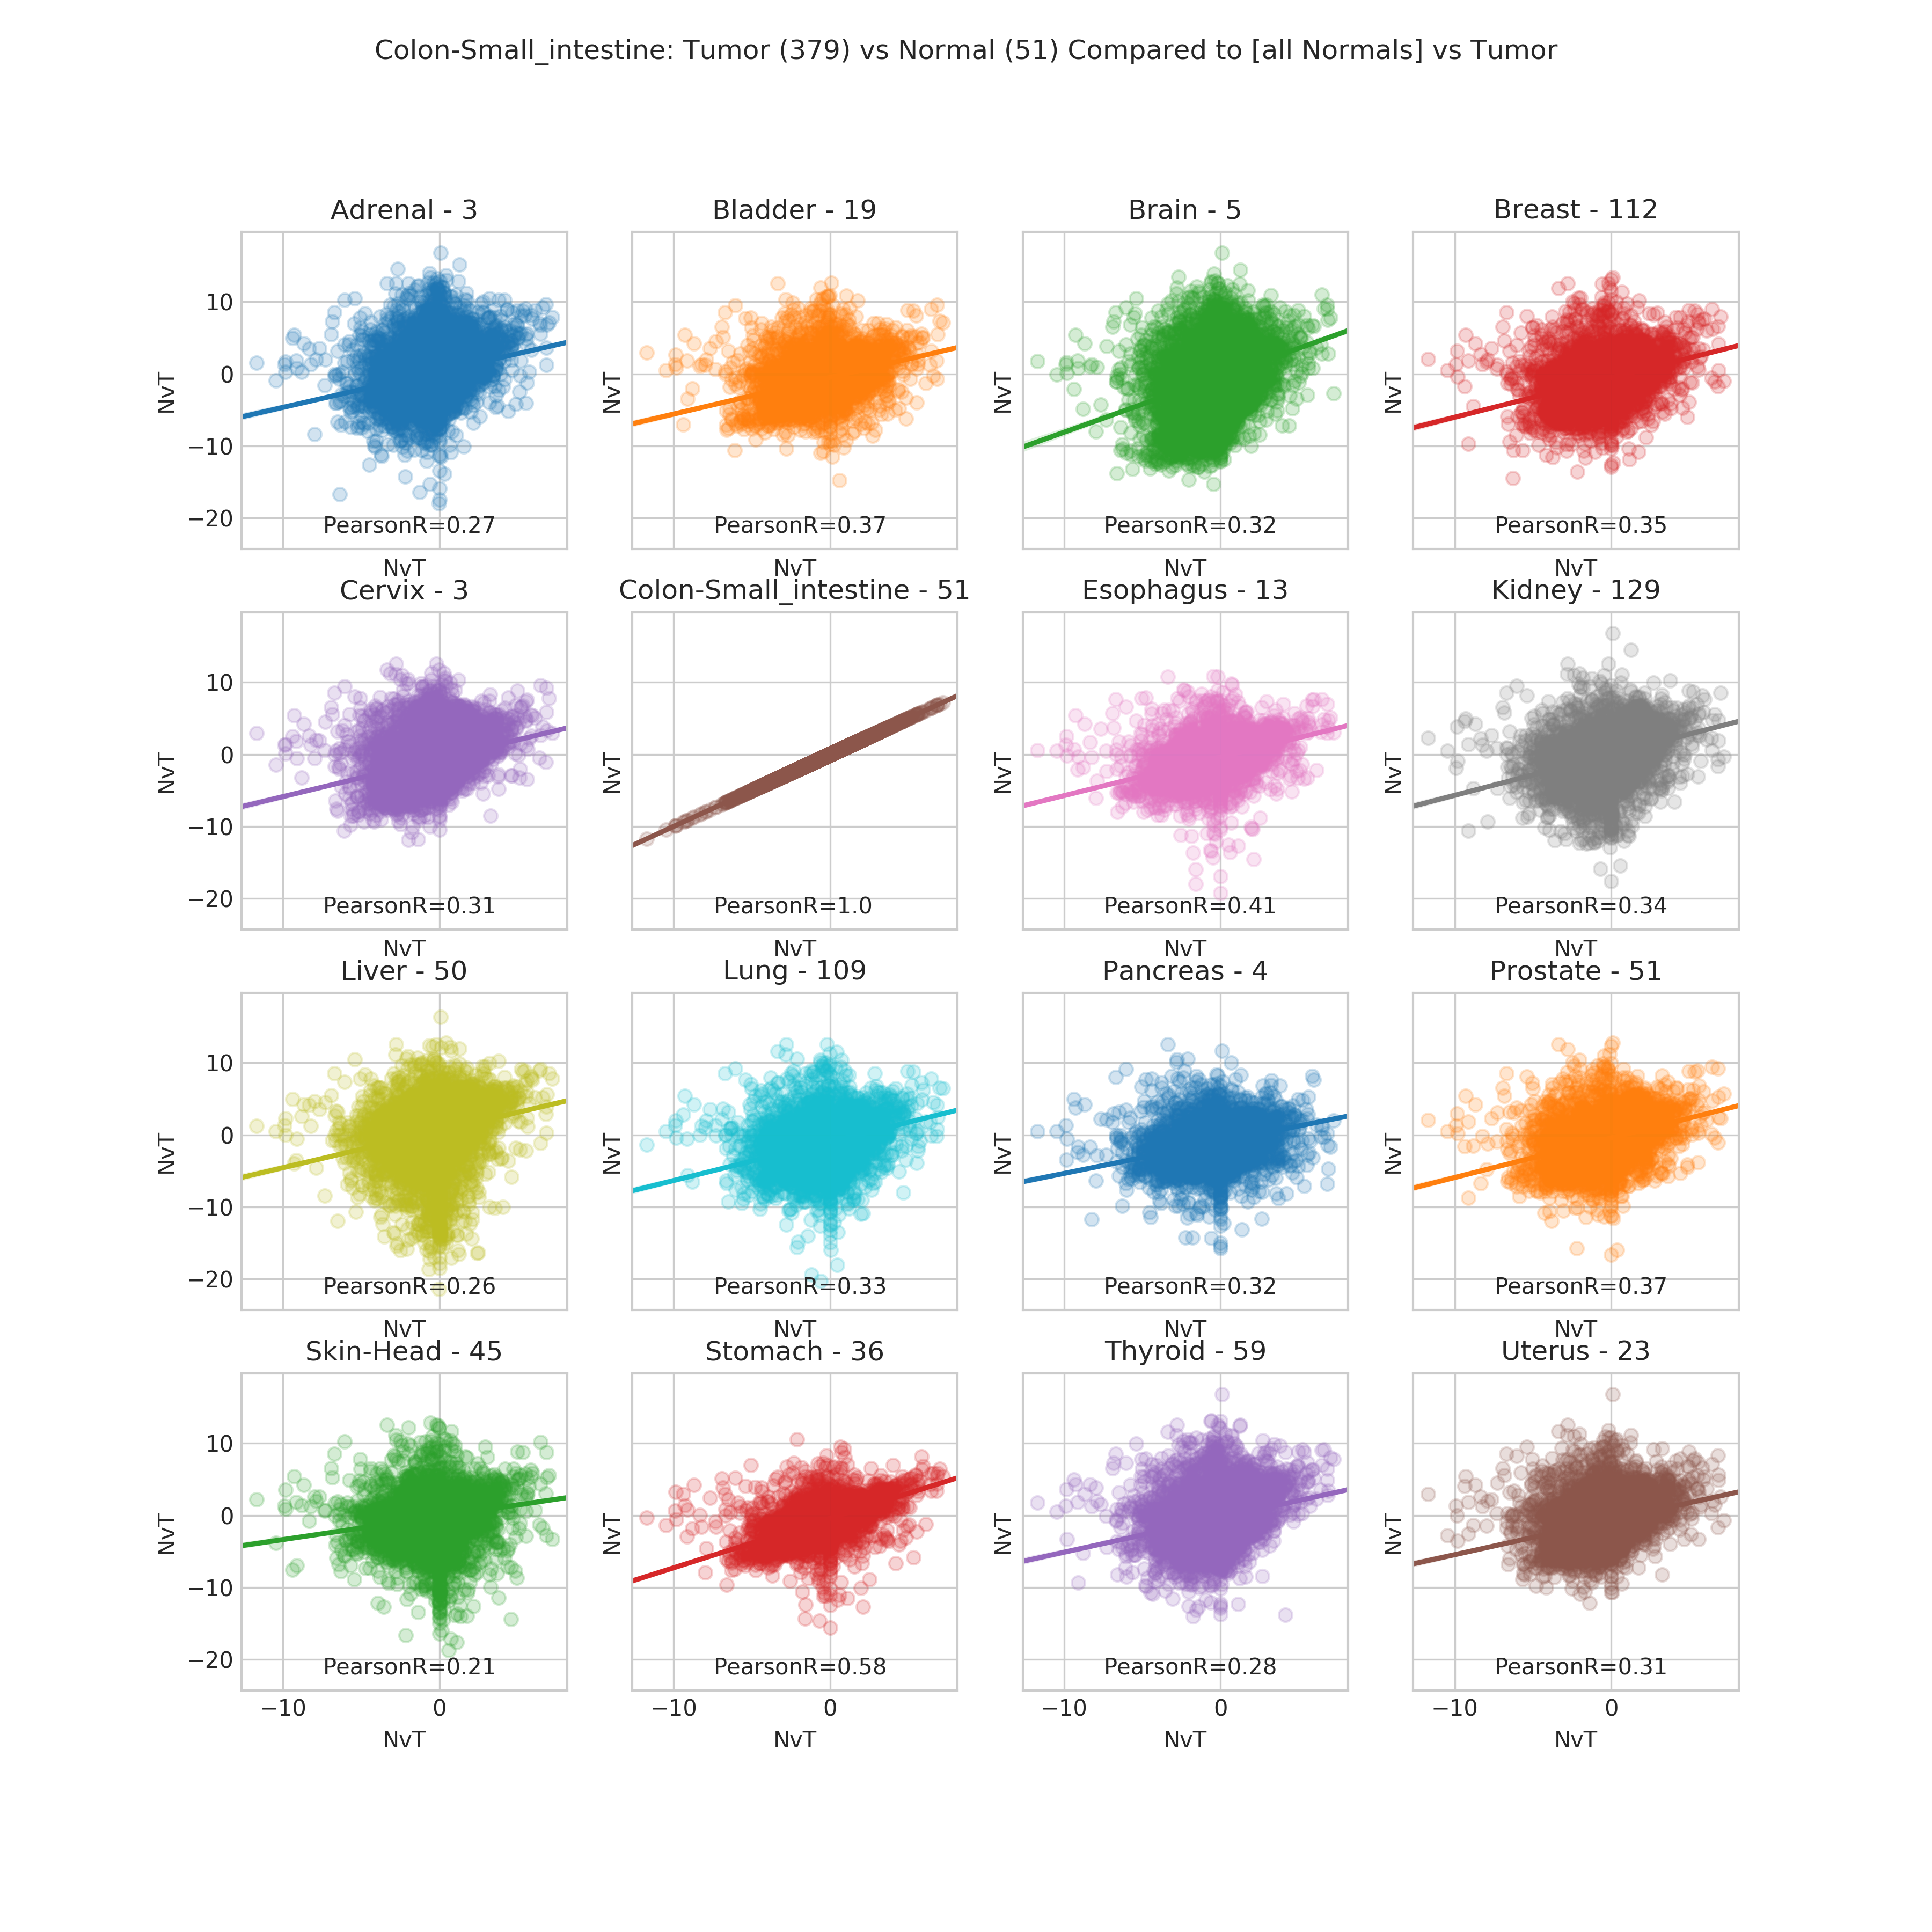 Colon-Small_intestine: Tumor (379) vs Normal (51) Compared to [all Normals] vs Tumor
Adrenal - 3
Bladder - 19
Brain - 5
Breast - 112
10
0
−10
−20
NvT
NvT
NvT
NvT
PearsonR=0.27
PearsonR=0.37
PearsonR=0.32
PearsonR=0.35
NvT
NvT
NvT
NvT
Cervix - 3
Colon-Small_intestine - 51
Esophagus - 13
Kidney - 129
10
0
−10
−20
NvT
NvT
NvT
NvT
PearsonR=0.31
PearsonR=1.0
PearsonR=0.41
PearsonR=0.34
NvT
NvT
NvT
NvT
Liver - 50
Lung - 109
Pancreas - 4
Prostate - 51
10
0
−10
−20
NvT
NvT
NvT
NvT
PearsonR=0.26
PearsonR=0.33
PearsonR=0.32
PearsonR=0.37
NvT
NvT
NvT
NvT
Skin-Head - 45
Stomach - 36
Thyroid - 59
Uterus - 23
10
0
−10
−20
NvT
NvT
NvT
NvT
PearsonR=0.21
PearsonR=0.58
PearsonR=0.28
PearsonR=0.31
−10 0
−10 0
−10 0
−10 0
NvT
NvT
NvT
NvT